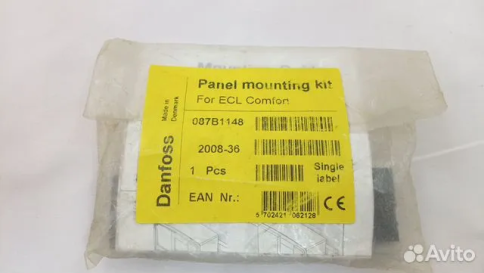 Mounting
Panel mounting kit
For ECL Comfort
Made in
Denmark
Danfoss
087B1148
2008-36
1 Pcs
Single
label
EAN Nr.:
5 702421 082128
CE
Avito